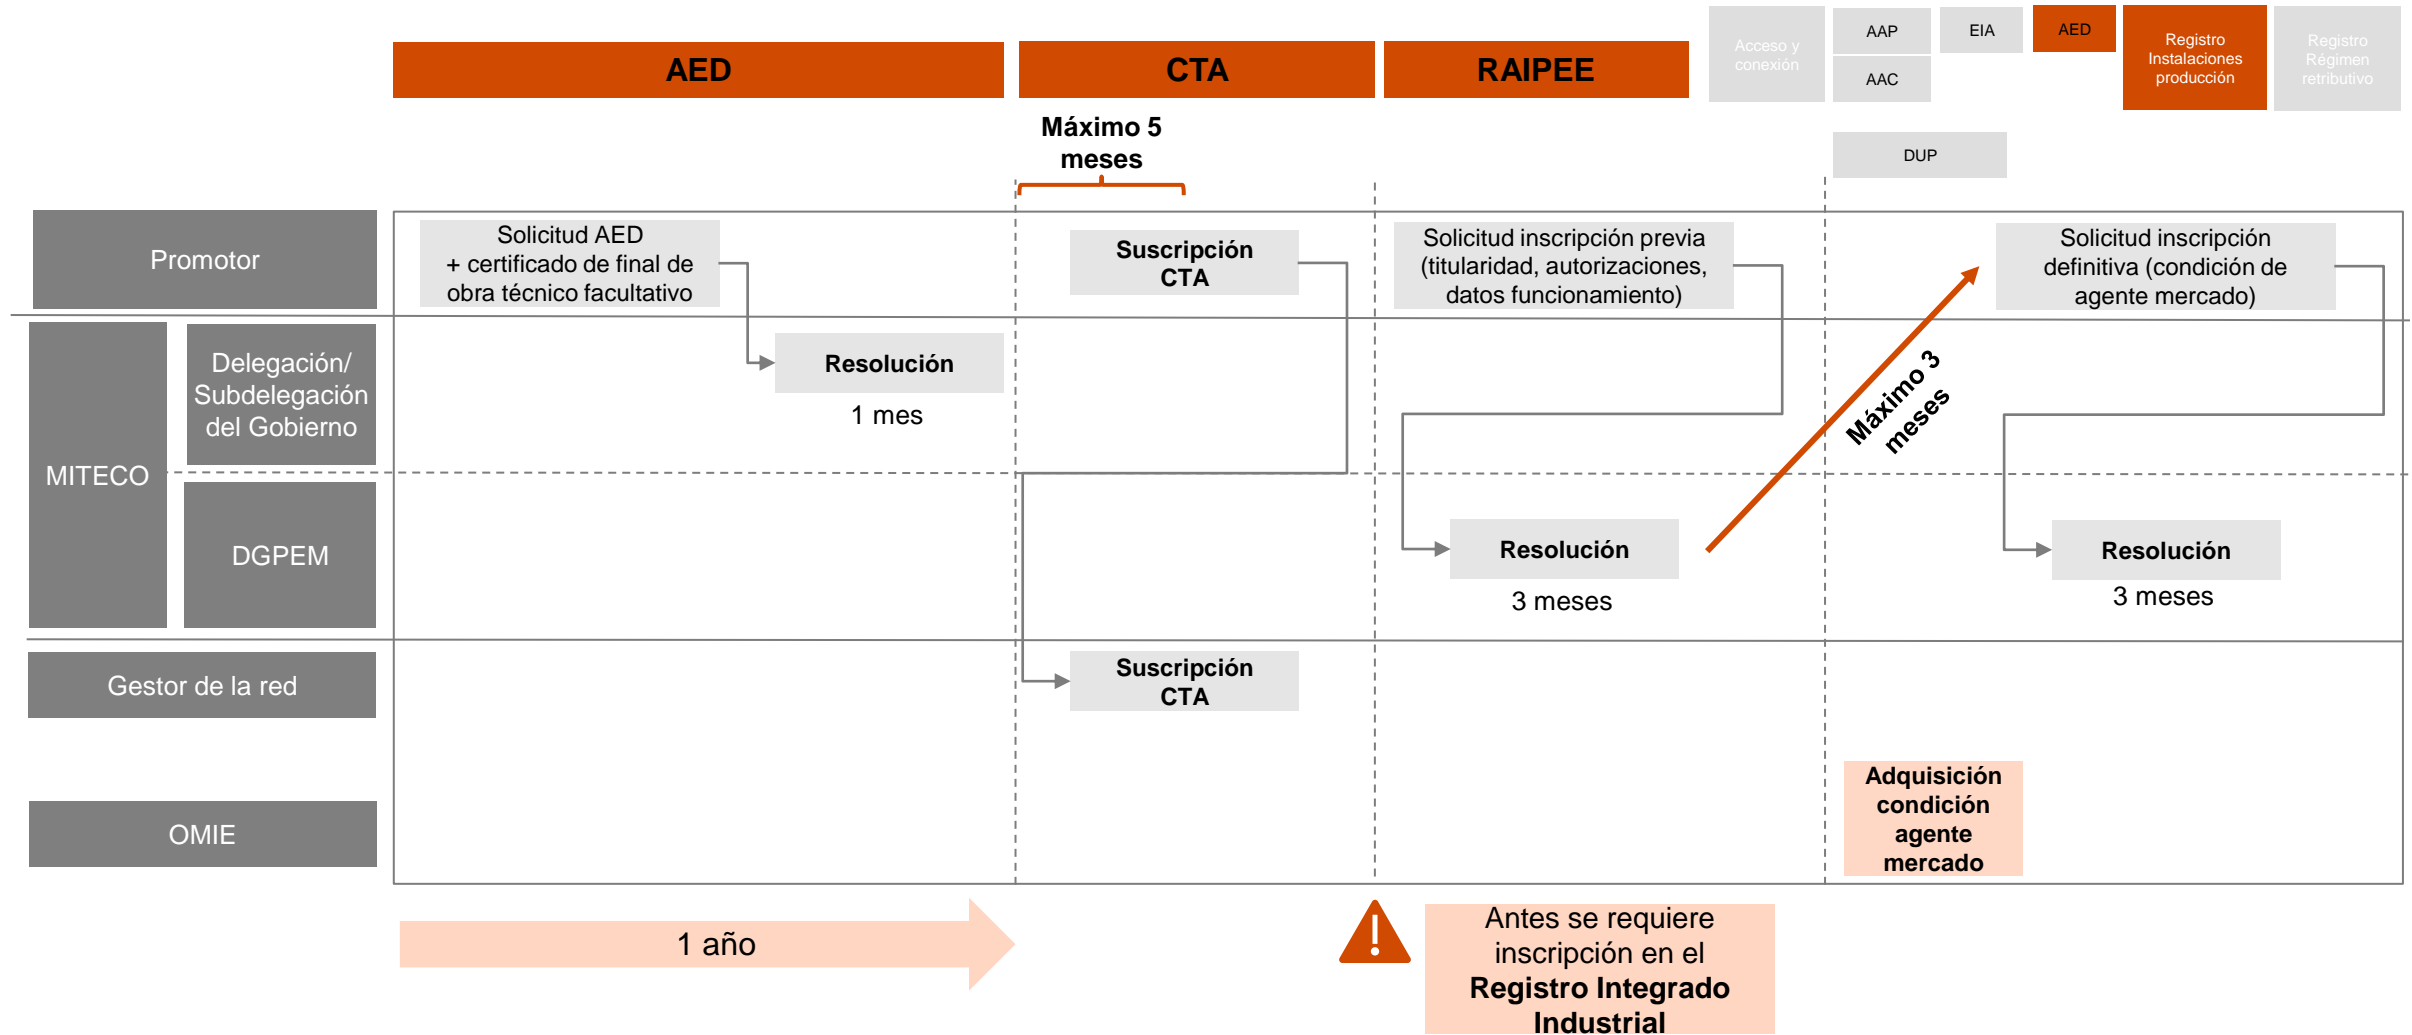 AED
CTA
RAIPEE
Acceso y
conexión
AAP
AAC
EIA
AED
Registro
Instalaciones
producción
Registro
Régimen
retributivo
DUP
Máximo 5
meses
Promotor
Solicitud AED
+ certificado de final de
obra técnico facultativo
Suscripción
CTA
Solicitud inscripción previa
(titularidad, autorizaciones,
datos funcionamiento)
Solicitud inscripción
definitiva (condición de
agente mercado)
MITECO
Delegación/
Subdelegación
del Gobierno
Resolución
1 mes
Máximo 3
meses
DGPEM
Resolución
3 meses
Resolución
3 meses
Gestor de la red
Suscripción
CTA
OMIE
Adquisición
condición
agente
mercado
1 año
Antes se requiere
inscripción en el
Registro Integrado
Industrial